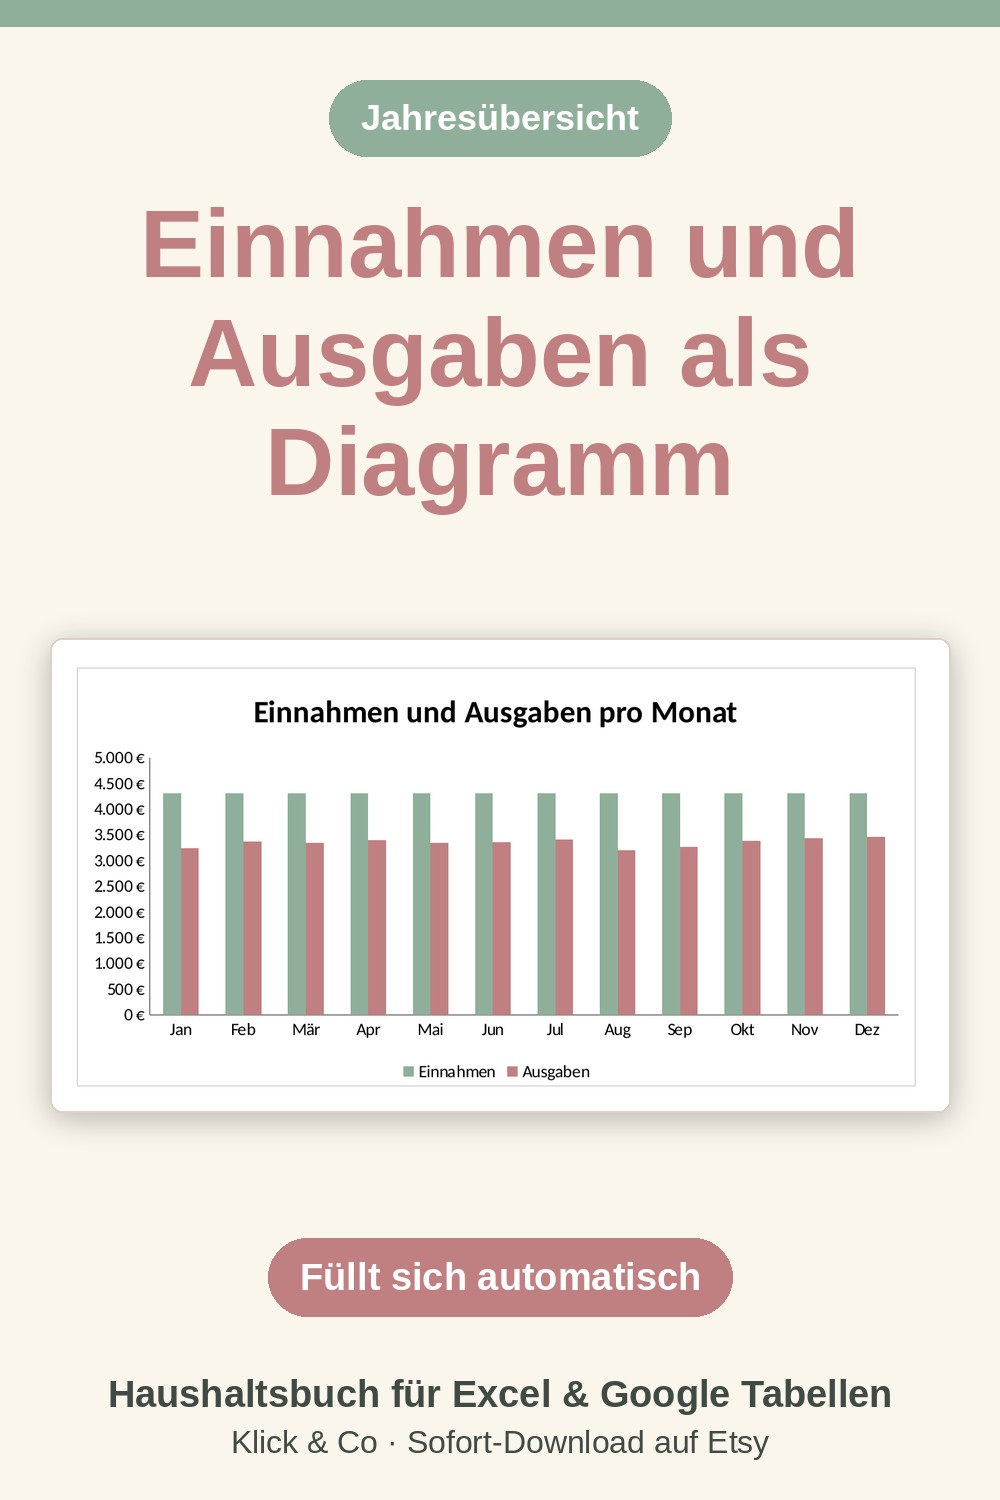 Jahresübersicht
Einnahmen und
Ausgaben als
Diagramm
Einnahmen und Ausgaben pro Monat
5.000 €
4.500 €
4.000 €
3.500 €
3.000 €
2.500 €
2.000 €
1.500 €
1.000 €
500 €
0 €
Jan Feb Mär Apr Mai Jun Jul Aug Sep Okt Nov Dez
Einnahmen Ausgaben
Füllt sich automatisch
Haushaltsbuch für Excel & Google Tabellen
Klick & Co · Sofort-Download auf Etsy